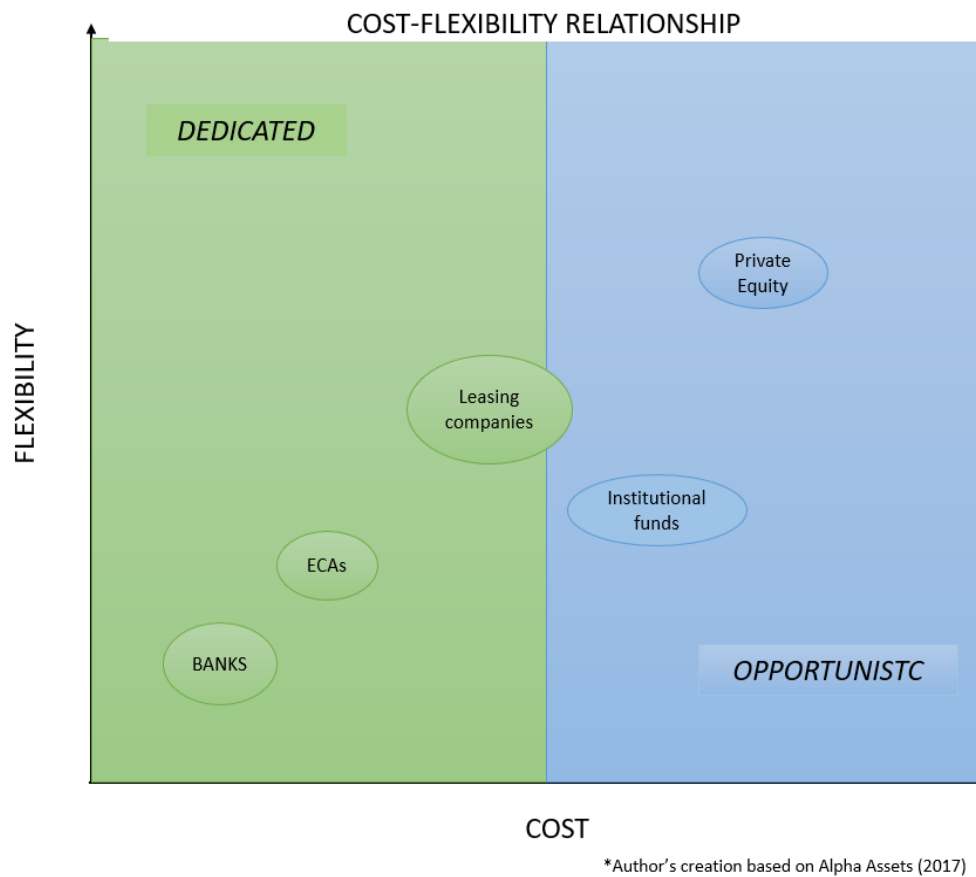 COST-FLEXIBILITY RELATIONSHIP
DEDICATED
Private
Equity
FLEXIBILITY
Leasing
companies
Institutional
funds
ECAs
BANKS
OPPORTUNISTC
COST
*Author's creation based on Alpha Assets (2017)